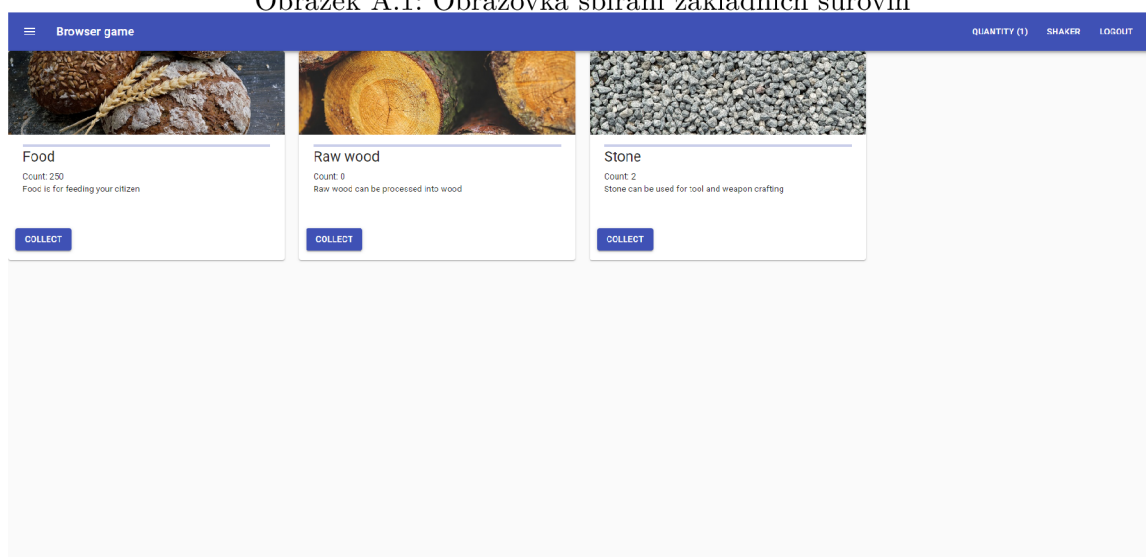 Obrázek A.1: Obrazovka sbírání základních surovin
Browser game
QUANTITY (1) SHAKER LOGOUT
Food
Count: 250
Food is for feeding your citizen
COLLECT
Raw wood
Count: 0
Raw wood can be processed into wood
COLLECT
Stone
Count: 2
Stone can be used for tool and weapon crafting
COLLECT